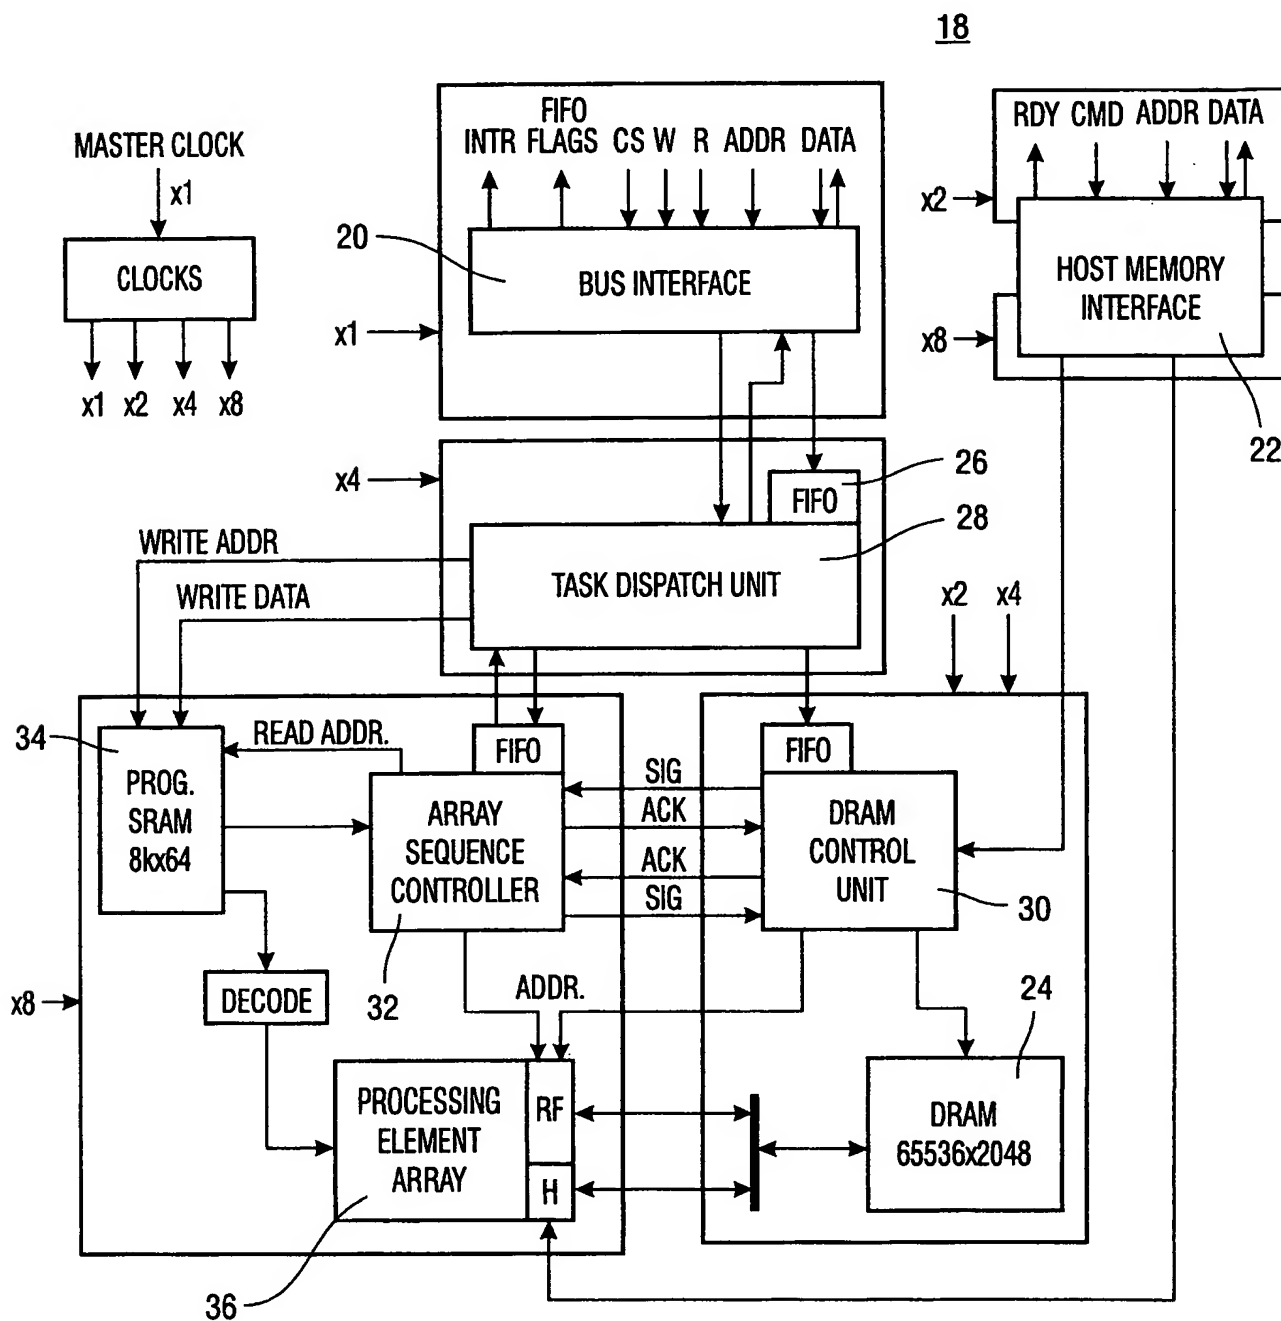 18
MASTER CLOCK
x1
CLOCKS
x1 x2 x4 x8
FIFO
INTR FLAGS CS W R ADDR DATA
20
BUS INTERFACE
x1
RDY CMD ADDR DATA
x2
HOST MEMORY
INTERFACE
x8
22
x4
26
FIFO
28
TASK DISPATCH UNIT
WRITE ADDR
WRITE DATA
x2 x4
34
PROG.
SRAM
8kx64
READ ADDR.
FIFO
ARRAY
SEQUENCE
CONTROLLER
32
SIG
ACK
ACK
SIG
FIFO
DRAM
CONTROL
UNIT
30
x8
DECODE
ADDR.
24
PROCESSING
ELEMENT
ARRAY
RF
H
36
DRAM
65536x2048